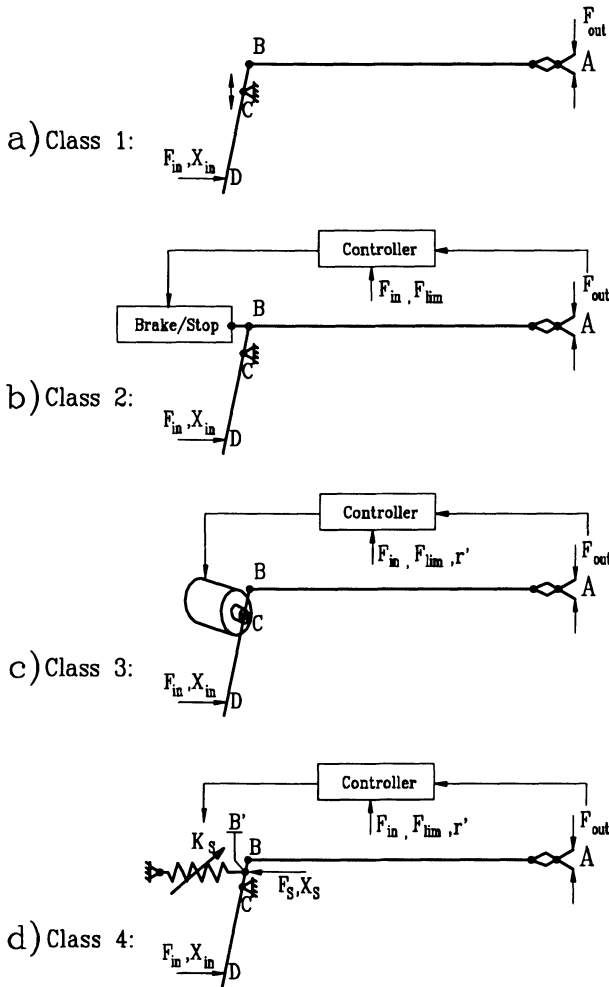 F_out
B
A
C
a) Class 1:
F_in ,X_in
D
Controller
F_in , F_lim
F_out
B
Brake/Stop
A
C
b) Class 2:
F_in ,X_in
D
Controller
F_in , F_lim , r'
F_out
B
A
C
c) Class 3:
F_in ,X_in
D
Controller
F_in , F_lim , r'
F_out
B'
K_s
B
A
F_S,X_S
C
d) Class 4:
F_in ,X_in
D